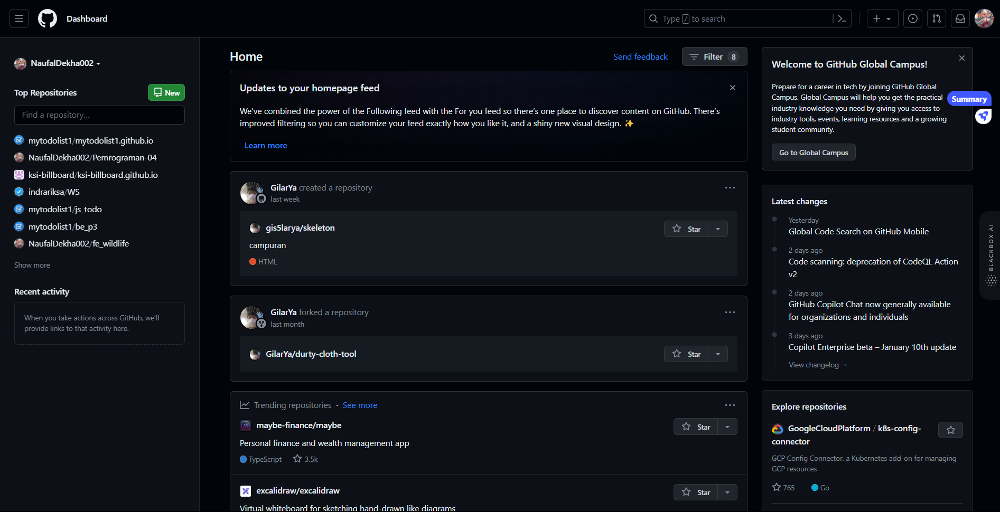 Dashboard
Type / to search
NaufalDekha002
Top Repositories
New
Find a repository...
mytodolist1/mytodolist1.github.io
NaufalDekha002/Pemrograman-04
ksi-billboard/ksi-billboard.github.io
indrariksa/WS
mytodolist1/js_todo
mytodolist1/be_p3
NaufalDekha002/fe_wildlife
Show more
Recent activity
When you take actions across GitHub, we'll
provide links to that activity here.
Home
Send feedback
Filter 8
Updates to your homepage feed
We've combined the power of the Following feed with the For you feed so there's one place to discover content on GitHub. There's
improved filtering so you can customize your feed exactly how you like it, and a shiny new visual design. ✨
Learn more
GilarYa created a repository
last week
gis5larya/skeleton
Star
campuran
HTML
GilarYa forked a repository
last month
GilarYa/durty-cloth-tool
Star
Trending repositories · See more
maybe-finance/maybe
Star
Personal finance and wealth management app
TypeScript 3.5k
excalidraw/excalidraw
Star
Virtual whiteboard for sketching hand-drawn like diagrams
Welcome to GitHub Global Campus!
Prepare for a career in tech by joining GitHub Global
Campus. Global Campus will help you get the practical
industry knowledge you need by giving you access to
industry tools, events, learning resources and a growing
student community.
Go to Global Campus
Summary
Latest changes
Yesterday
Global Code Search on GitHub Mobile
2 days ago
Code scanning: deprecation of CodeQL Action
v2
2 days ago
GitHub Copilot Chat now generally available
for organizations and individuals
3 days ago
Copilot Enterprise beta – January 10th update
View changelog →
BLACKBOX AI
Explore repositories
GoogleCloudPlatform / k8s-config-
connector
GCP Config Connector, a Kubernetes add-on for managing
GCP resources
765 Go